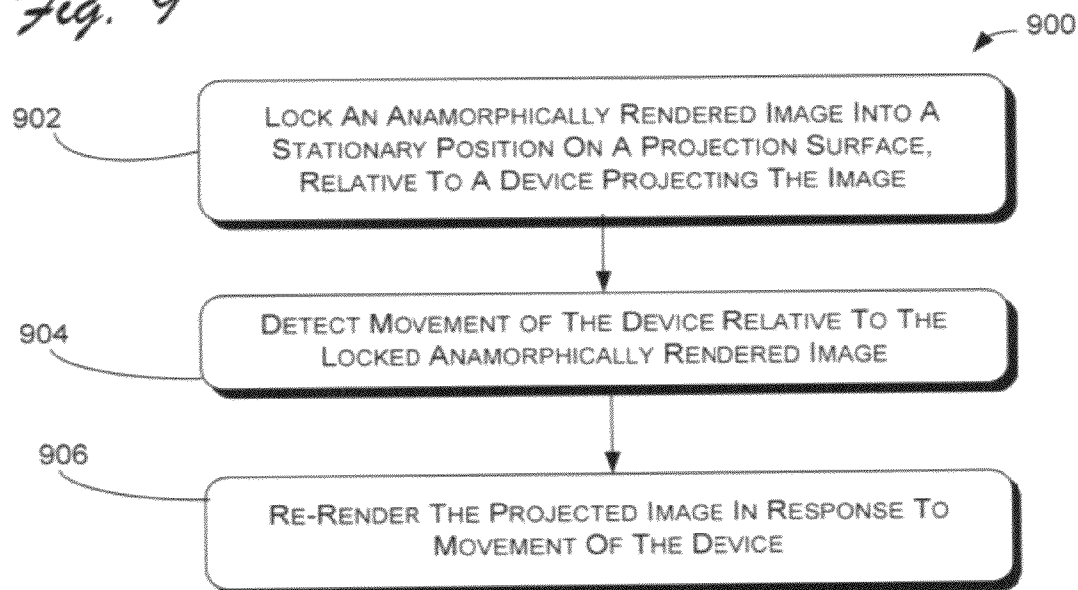 Fig. 9
900
902
LOCK AN ANAMORPHICALLY RENDERED IMAGE INTO A
STATIONARY POSITION ON A PROJECTION SURFACE,
RELATIVE TO A DEVICE PROJECTING THE IMAGE
904
DETECT MOVEMENT OF THE DEVICE RELATIVE TO THE
LOCKED ANAMORPHICALLY RENDERED IMAGE
906
RE-RENDER THE PROJECTED IMAGE IN RESPONSE TO
MOVEMENT OF THE DEVICE